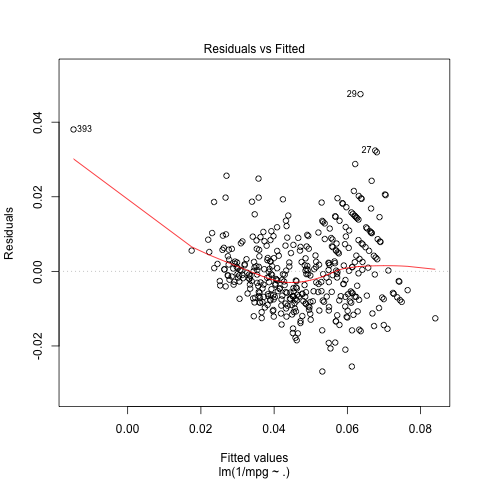 Residuals vs Fitted
29
393
27
0.04
0.02
0.00
-0.02
Residuals
0.00 0.02 0.04 0.06 0.08
Fitted values
lm(1/mpg ~ .)